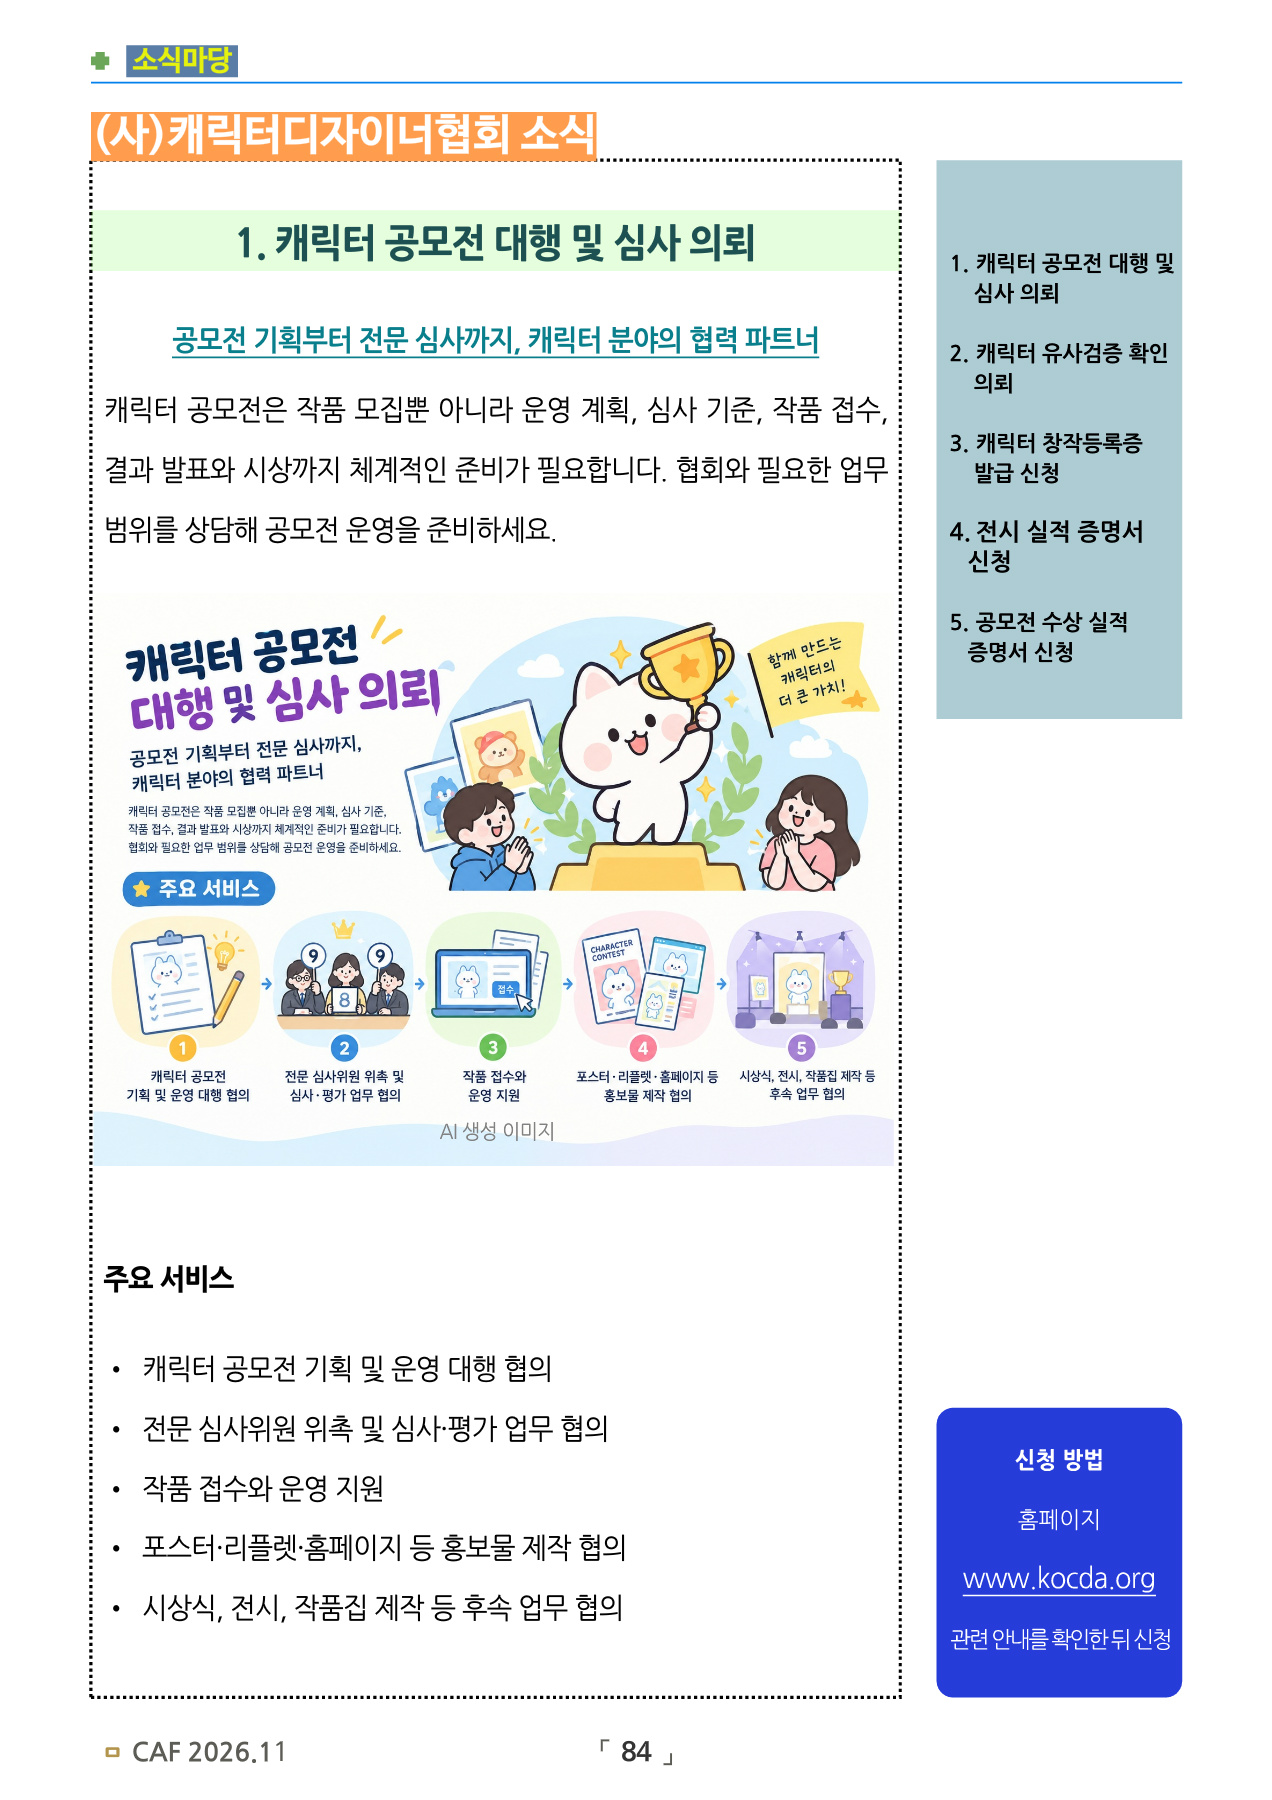 소식마당
(사)캐릭터디자이너협회 소식
1. 캐릭터 공모전 대행 및 심사 의뢰
공모전 기획부터 전문 심사까지, 캐릭터 분야의 협력 파트너
캐릭터 공모전은 작품 모집뿐 아니라 운영 계획, 심사 기준, 작품 접수,
결과 발표와 시상까지 체계적인 준비가 필요합니다. 협회와 필요한 업무
범위를 상담해 공모전 운영을 준비하세요.
캐릭터 공모전
대행 및 심사 의뢰
공모전 기획부터 전문 심사까지,
캐릭터 분야의 협력 파트너
캐릭터 공모전은 작품 모집뿐 아니라 운영 계획, 심사 기준,
작품 접수, 결과 발표와 시상까지 체계적인 준비가 필요합니다.
협회와 필요한 업무 범위를 상담해 공모전 운영을 준비하세요.
함께 만드는
캐릭터의
더 큰 가치!
주요 서비스
9
9
8
접수
CHARACTER
CONTEST
1
캐릭터 공모전
기획 및 운영 대행 협의
2
전문 심사위원 위촉 및
심사·평가 업무 협의
3
작품 접수와
운영 지원
4
포스터·리플렛·홈페이지 등
홍보물 제작 협의
5
시상식, 전시, 작품집 제작 등
후속 업무 협의
AI 생성 이미지
주요 서비스
• 캐릭터 공모전 기획 및 운영 대행 협의
• 전문 심사위원 위촉 및 심사·평가 업무 협의
• 작품 접수와 운영 지원
• 포스터·리플렛·홈페이지 등 홍보물 제작 협의
• 시상식, 전시, 작품집 제작 등 후속 업무 협의
1. 캐릭터 공모전 대행 및
심사 의뢰
2. 캐릭터 유사검증 확인
의뢰
3. 캐릭터 창작등록증
발급 신청
4. 전시 실적 증명서
신청
5. 공모전 수상 실적
증명서 신청
신청 방법
홈페이지
www.kocda.org
관련 안내를 확인한 뒤 신청
CAF 2026.11
「 84 」